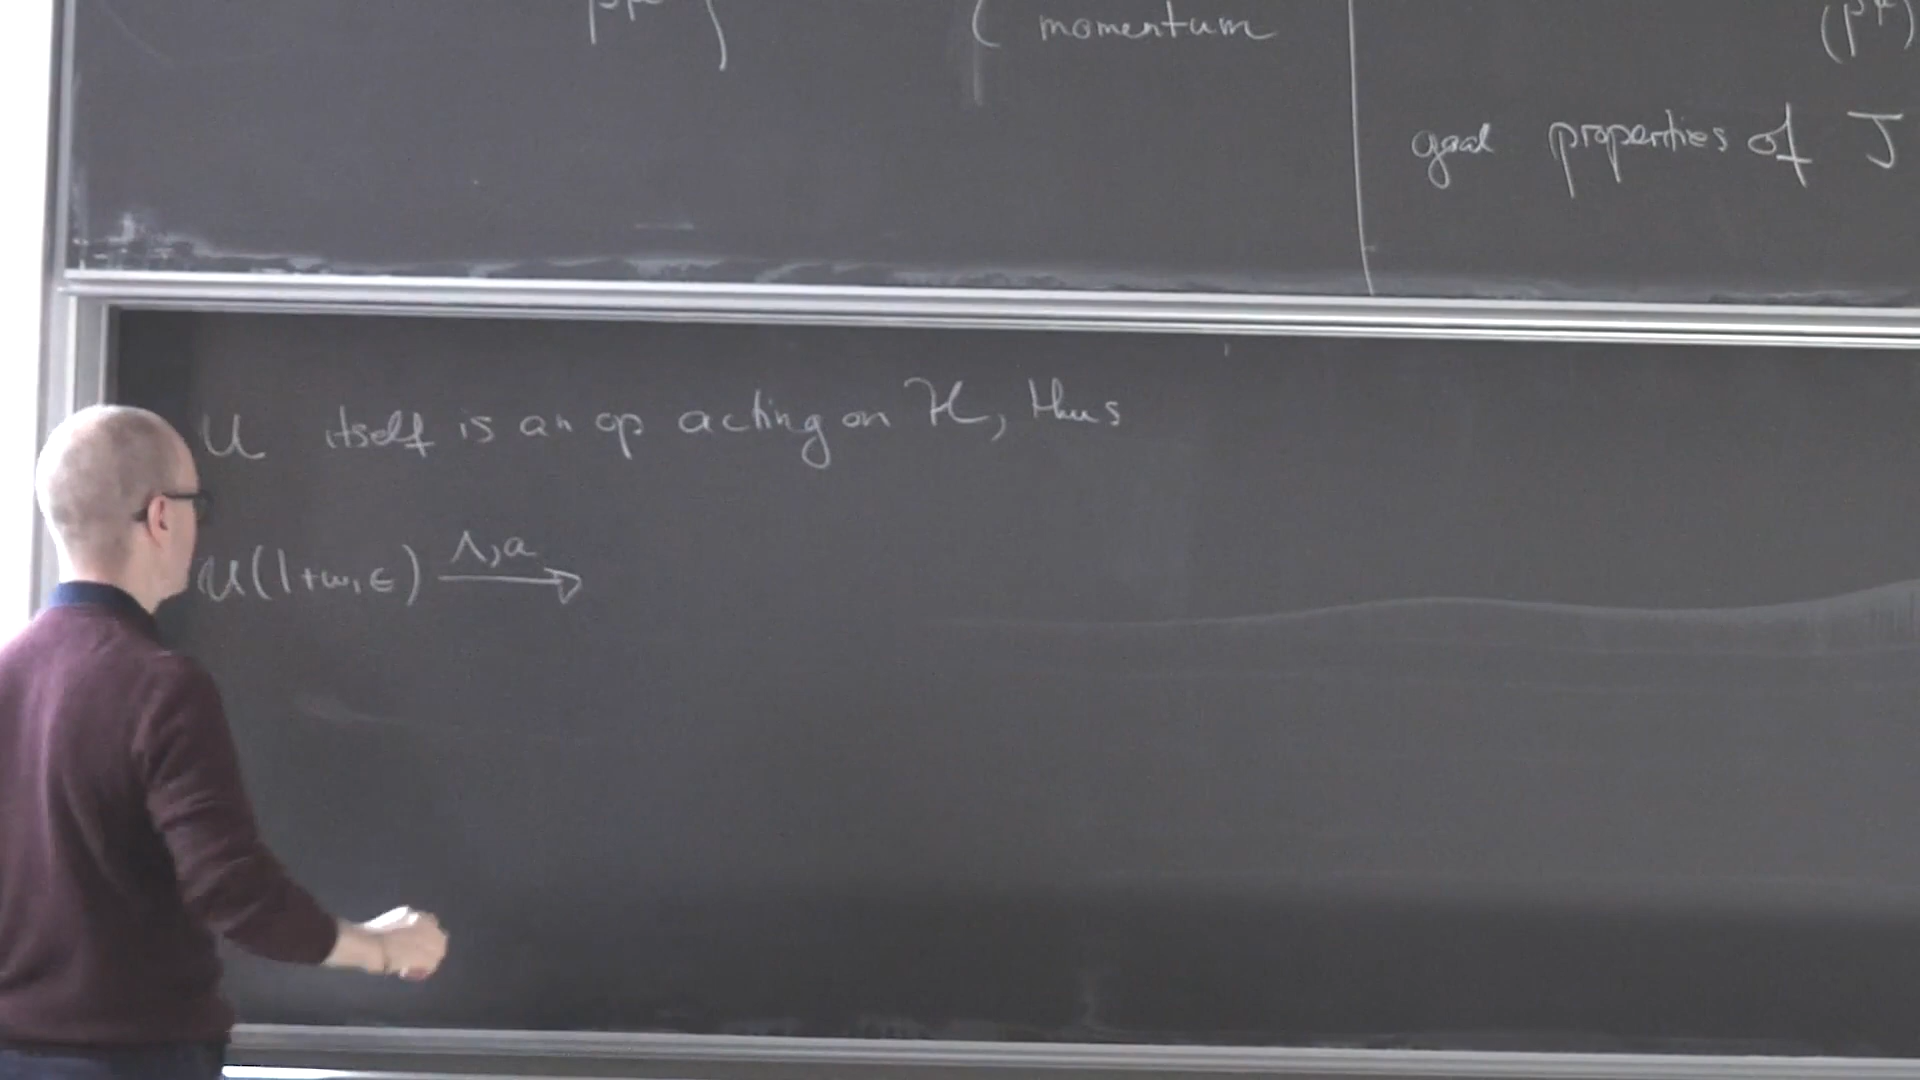 momentum
good properties of J
U itself is an op acting on H, thus
U(1+ω, ε) Λ,a →